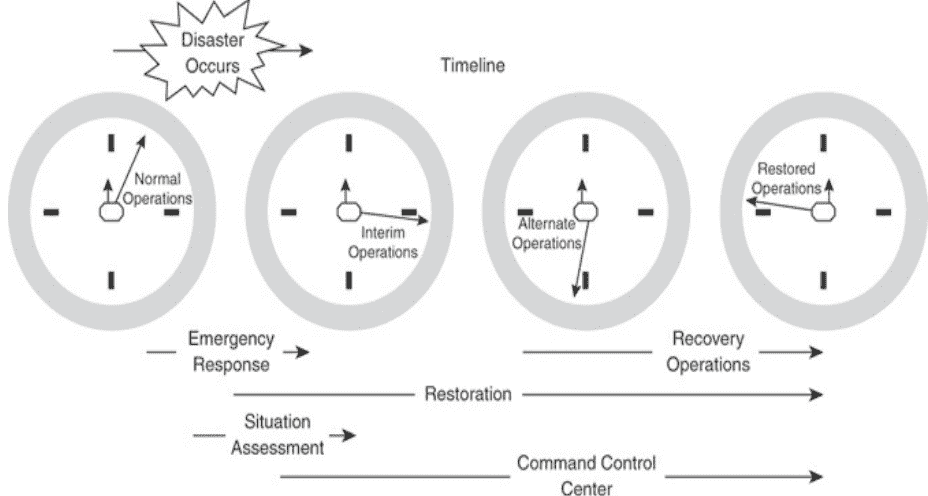 Disaster
Occurs
Timeline
Normal
Operations
Interim
Operations
Alternate
Operations
Restored
Operations
Emergency
Response
Recovery
Operations
Restoration
Situation
Assessment
Command Control
Center